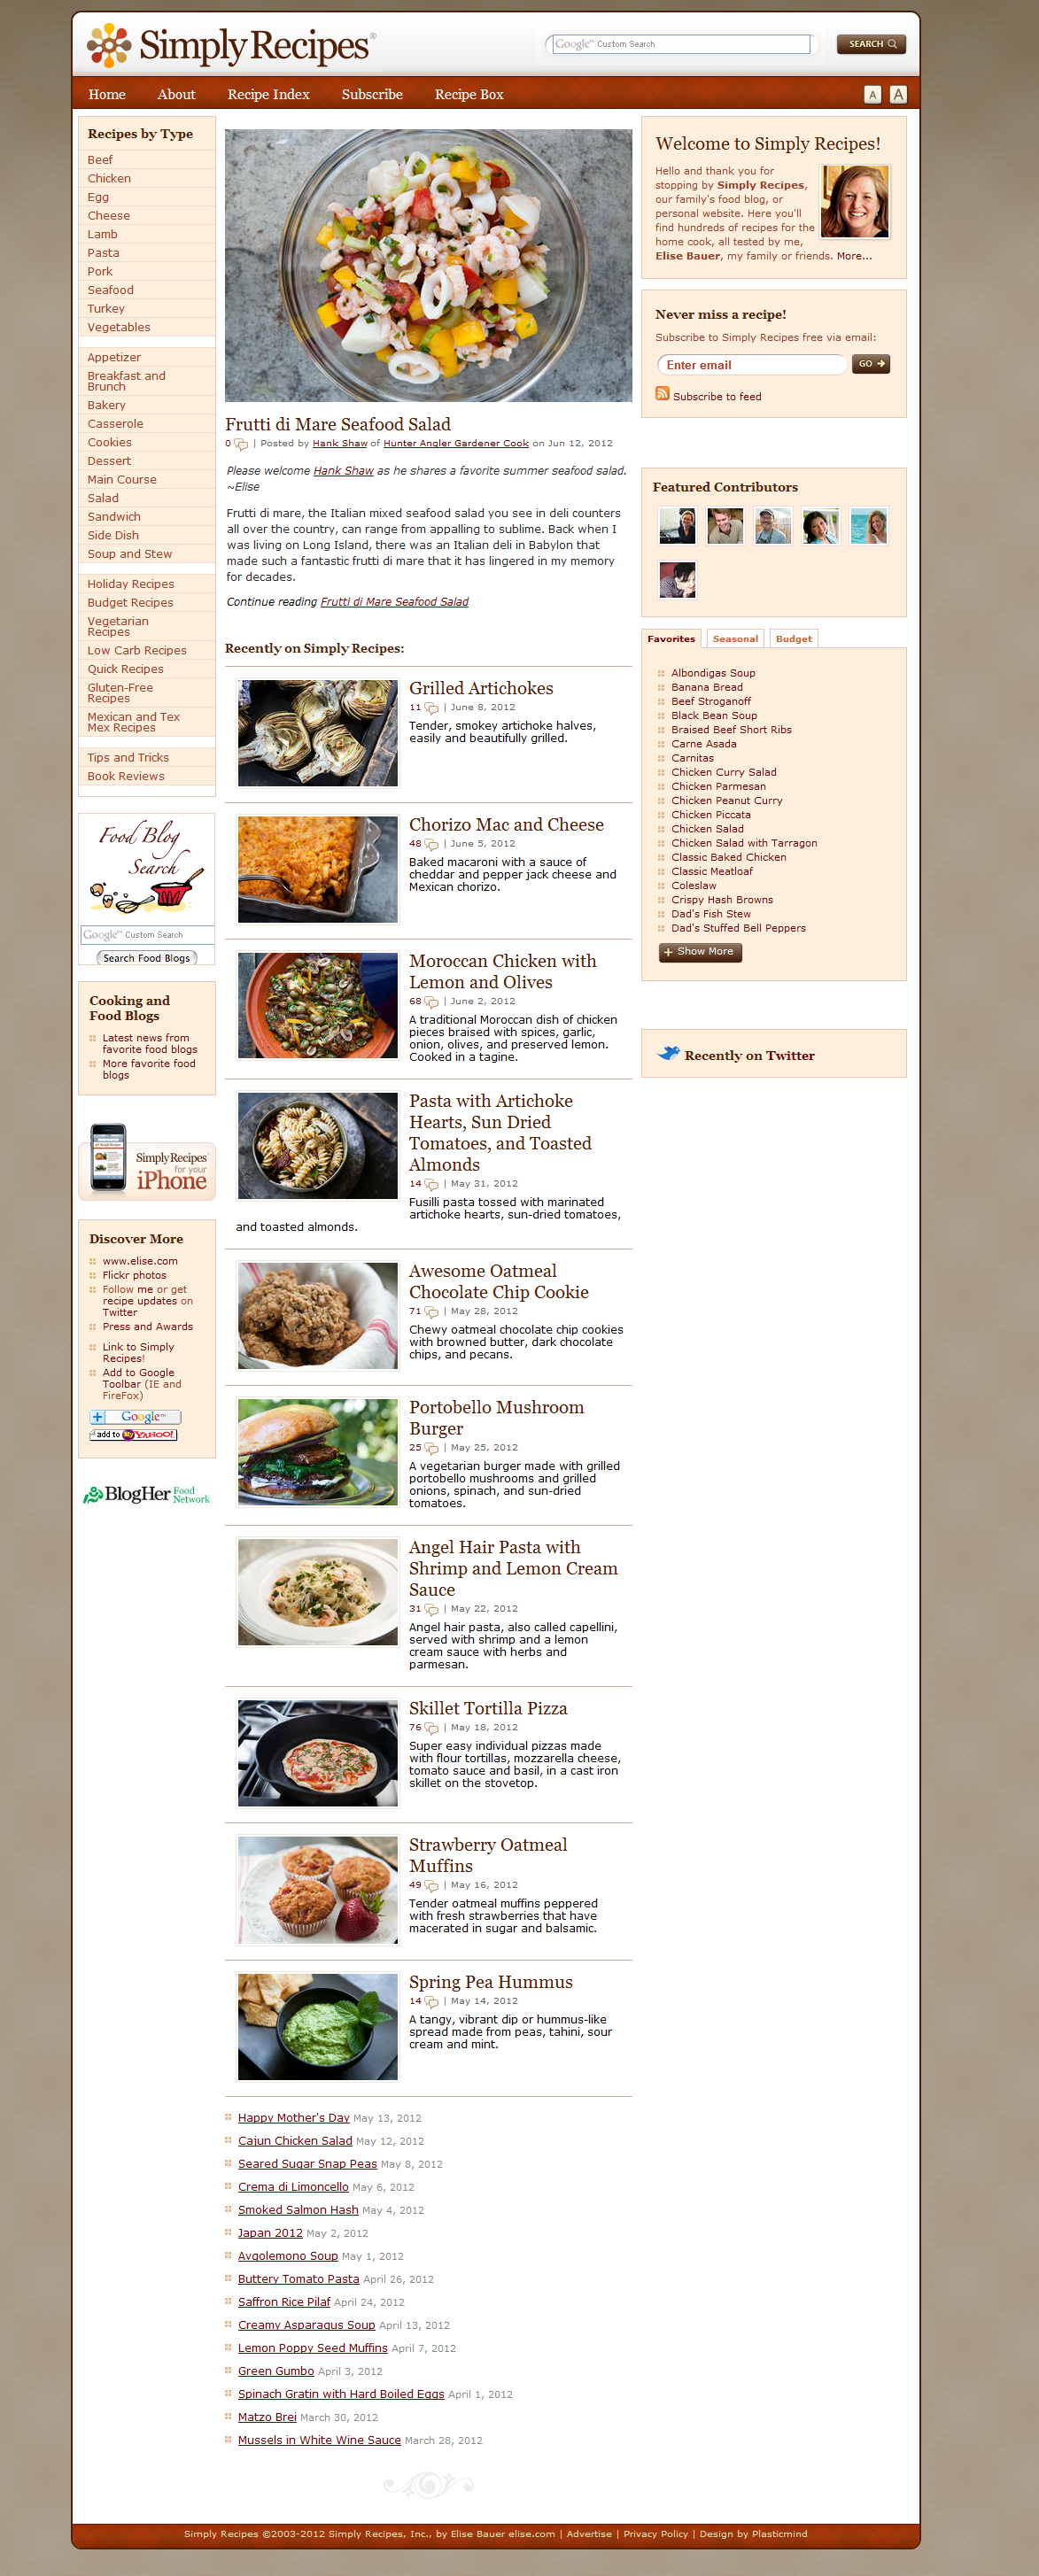 Simply Recipes®
Google™ Custom Search
SEARCH
Home About Recipe Index Subscribe Recipe Box
A A
Recipes by Type
Beef
Chicken
Egg
Cheese
Lamb
Pasta
Pork
Seafood
Turkey
Vegetables
Appetizer
Breakfast and
Brunch
Bakery
Casserole
Cookies
Dessert
Main Course
Salad
Sandwich
Side Dish
Soup and Stew
Holiday Recipes
Budget Recipes
Vegetarian
Recipes
Low Carb Recipes
Quick Recipes
Gluten-Free
Recipes
Mexican and Tex
Mex Recipes
Tips and Tricks
Book Reviews
Food Blog
Search
Google™ Custom Search
Search Food Blogs
Cooking and
Food Blogs
Latest news from
favorite food blogs
More favorite food
blogs
Simply Recipes
for your
iPhone
Discover More
www.elise.com
Flickr photos
Follow me or get
recipe updates on
Twitter
Press and Awards
Link to Simply
Recipes!
Add to Google
Toolbar (IE and
FireFox)
+ Google™
add to MY YAHOO!
BlogHer Food
Network
Frutti di Mare Seafood Salad
0 | Posted by Hank Shaw of Hunter Angler Gardener Cook on Jun 12, 2012
Please welcome Hank Shaw as he shares a favorite summer seafood salad.
~Elise
Frutti di mare, the Italian mixed seafood salad you see in deli counters
all over the country, can range from appalling to sublime. Back when I
was living on Long Island, there was an Italian deli in Babylon that
made such a fantastic frutti di mare that it has lingered in my memory
for decades.
Continue reading Frutti di Mare Seafood Salad
Recently on Simply Recipes:
Grilled Artichokes
11 | June 8, 2012
Tender, smokey artichoke halves,
easily and beautifully grilled.
Chorizo Mac and Cheese
48 | June 5, 2012
Baked macaroni with a sauce of
cheddar and pepper jack cheese and
Mexican chorizo.
Moroccan Chicken with
Lemon and Olives
68 | June 2, 2012
A traditional Moroccan dish of chicken
pieces braised with spices, garlic,
onion, olives, and preserved lemon.
Cooked in a tagine.
Pasta with Artichoke
Hearts, Sun Dried
Tomatoes, and Toasted
Almonds
14 | May 31, 2012
Fusilli pasta tossed with marinated
artichoke hearts, sun-dried tomatoes,
and toasted almonds.
Awesome Oatmeal
Chocolate Chip Cookie
71 | May 28, 2012
Chewy oatmeal chocolate chip cookies
with browned butter, dark chocolate
chips, and pecans.
Portobello Mushroom
Burger
25 | May 25, 2012
A vegetarian burger made with grilled
portobello mushrooms and grilled
onions, spinach, and sun-dried
tomatoes.
Angel Hair Pasta with
Shrimp and Lemon Cream
Sauce
31 | May 22, 2012
Angel hair pasta, also called capellini,
served with shrimp and a lemon
cream sauce with herbs and
parmesan.
Skillet Tortilla Pizza
76 | May 18, 2012
Super easy individual pizzas made
with flour tortillas, mozzarella cheese,
tomato sauce and basil, in a cast iron
skillet on the stovetop.
Strawberry Oatmeal
Muffins
49 | May 16, 2012
Tender oatmeal muffins peppered
with fresh strawberries that have
macerated in sugar and balsamic.
Spring Pea Hummus
14 | May 14, 2012
A tangy, vibrant dip or hummus-like
spread made from peas, tahini, sour
cream and mint.
Happy Mother's Day May 13, 2012
Cajun Chicken Salad May 12, 2012
Seared Sugar Snap Peas May 8, 2012
Crema di Limoncello May 6, 2012
Smoked Salmon Hash May 4, 2012
Japan 2012 May 2, 2012
Avgolemono Soup May 1, 2012
Buttery Tomato Pasta April 26, 2012
Saffron Rice Pilaf April 24, 2012
Creamy Asparagus Soup April 13, 2012
Lemon Poppy Seed Muffins April 7, 2012
Green Gumbo April 3, 2012
Spinach Gratin with Hard Boiled Eggs April 1, 2012
Matzo Brei March 30, 2012
Mussels in White Wine Sauce March 28, 2012
Welcome to Simply Recipes!
Hello and thank you for
stopping by Simply Recipes,
our family's food blog, or
personal website. Here you'll
find hundreds of recipes for the
home cook, all tested by me,
Elise Bauer, my family or friends. More...
Never miss a recipe!
Subscribe to Simply Recipes free via email:
Enter email GO
Subscribe to feed
Featured Contributors
Favorites Seasonal Budget
Albondigas Soup
Banana Bread
Beef Stroganoff
Black Bean Soup
Braised Beef Short Ribs
Carne Asada
Carnitas
Chicken Curry Salad
Chicken Parmesan
Chicken Peanut Curry
Chicken Piccata
Chicken Salad
Chicken Salad with Tarragon
Classic Baked Chicken
Classic Meatloaf
Coleslaw
Crispy Hash Browns
Dad's Fish Stew
Dad's Stuffed Bell Peppers
+ Show More
Recently on Twitter
Simply Recipes ©2003-2012 Simply Recipes, Inc., by Elise Bauer elise.com | Advertise | Privacy Policy | Design by Plasticmind